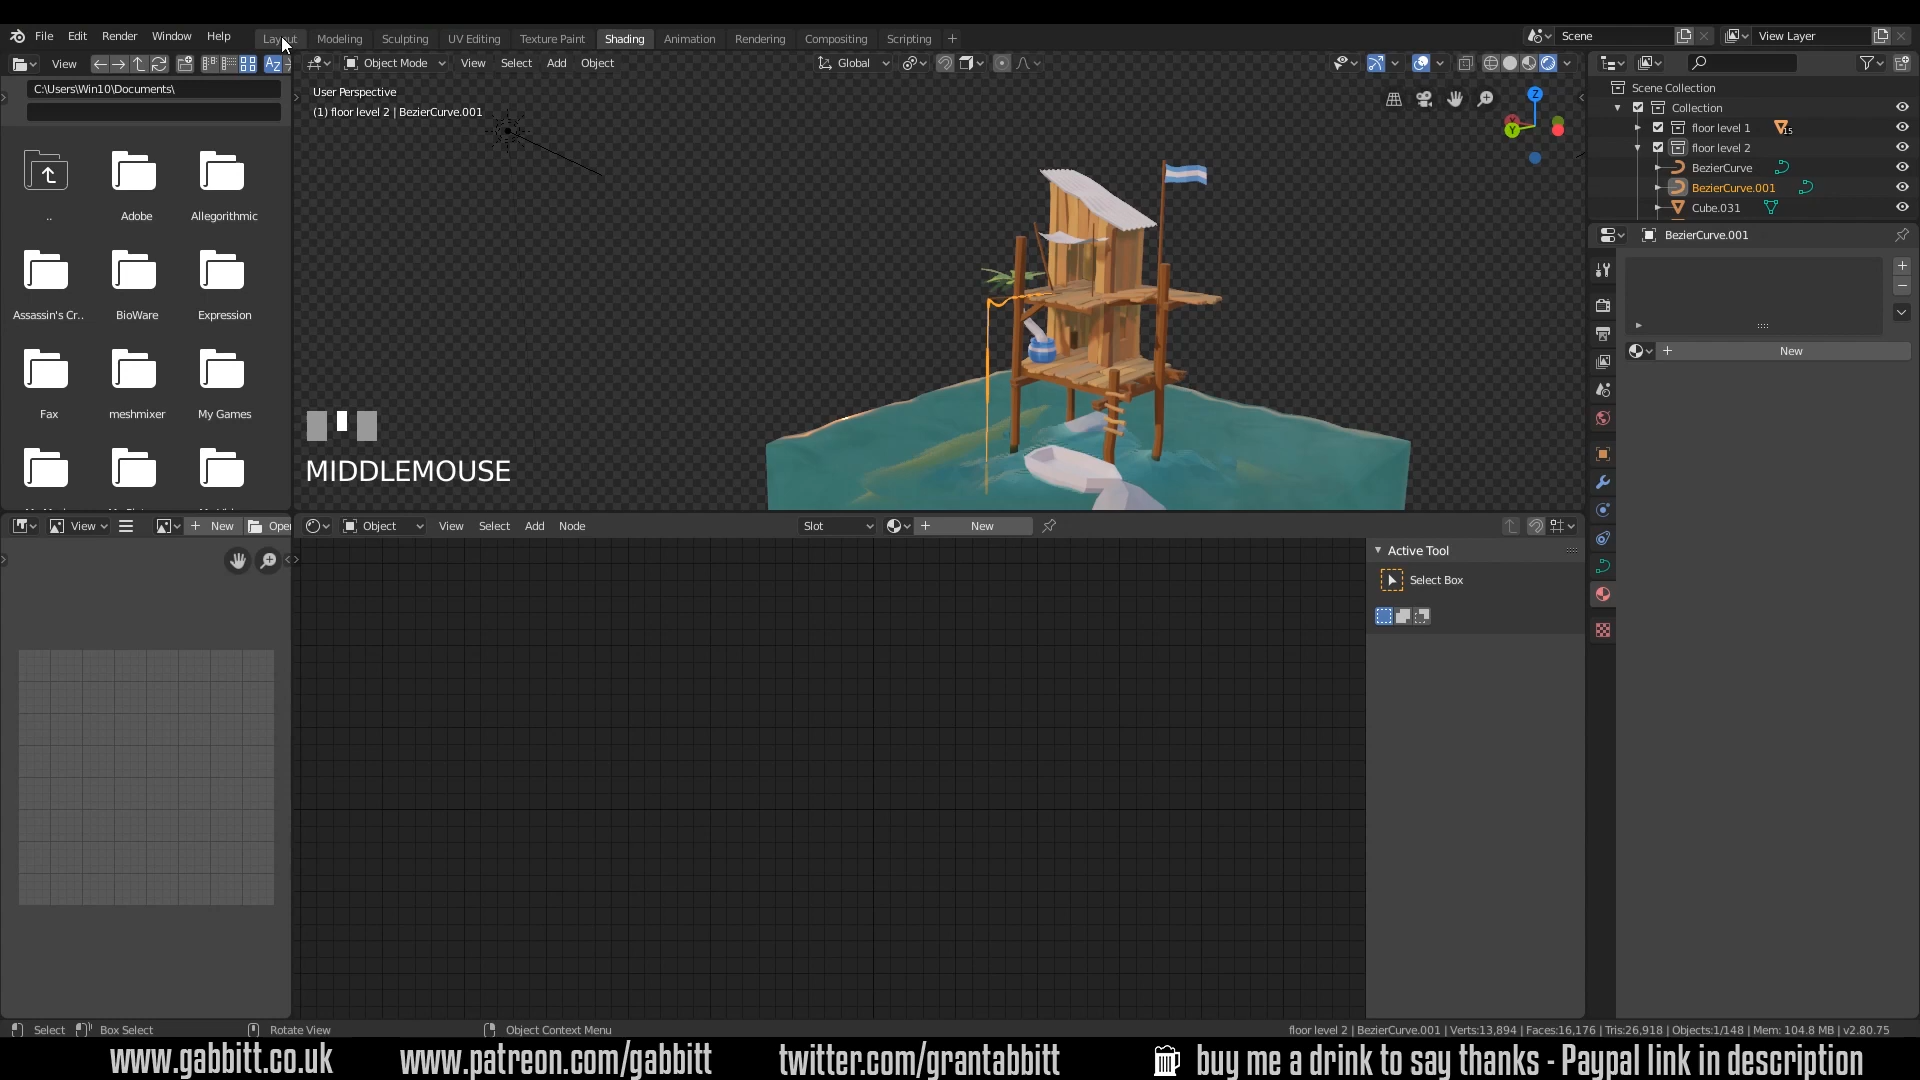 File Edit Render Window Help Layout Modeling Sculpting UV Editing Texture Paint Shading Animation Rendering Compositing Scripting Scene View Layer
View Object Mode View Select Add Object Global
C:\Users\Win10\Documents\
User Perspective
(1) floor level 2 | BezierCurve.001
Scene Collection
Collection
floor level 1 15
floor level 2
BezierCurve
BezierCurve.001
Cube.031
BezierCurve.001
.. Adobe Allegorithmic
Assassin's Cr.. BioWare Expression
Fax meshmixer My Games
New
MIDDLEMOUSE
View New Open Object View Select Add Node Slot New
Active Tool
Select Box
Select Box Select Rotate View Object Context Menu floor level 2 | BezierCurve.001 | Verts:13,894 | Faces:16,176 | Tris:26,918 | Objects:1/148 | Mem: 104.8 MB | v2.80.75
www.gabbitt.co.uk www.patreon.com/gabbitt twitter.com/grantabbitt buy me a drink to say thanks - Paypal link in description